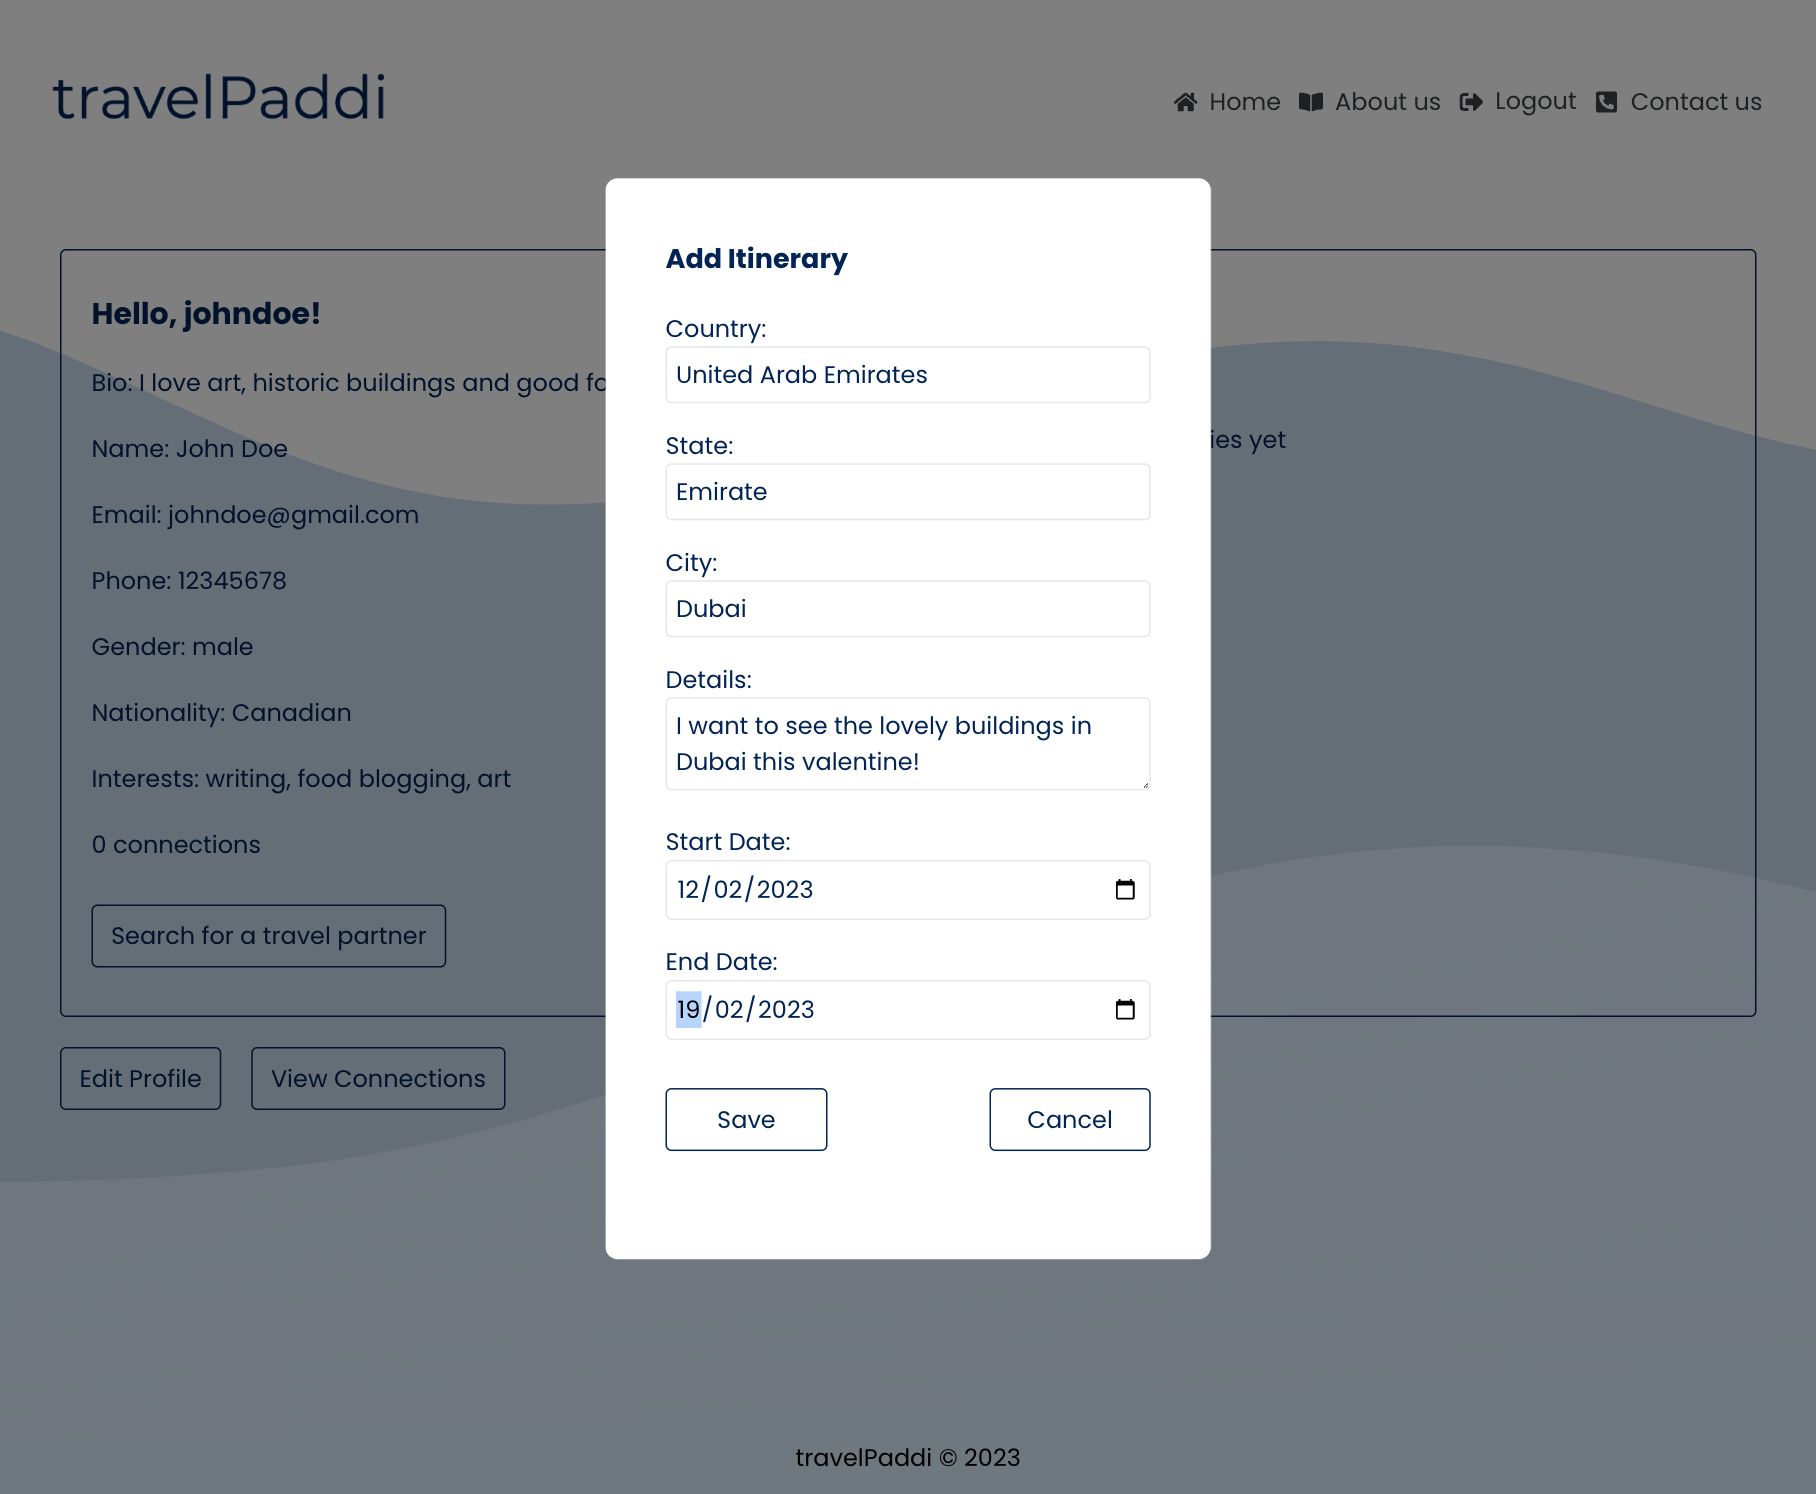 travelPaddi
Home About us Logout Contact us
Hello, johndoe!
Bio: I love art, historic buildings and good
Name: John Doe
Email: johndoe@gmail.com
Phone: 12345678
Gender: male
Nationality: Canadian
Interests: writing, food blogging, art
0 connections
Search for a travel partner
Edit Profile
View Connections
Add Itinerary
Country:
United Arab Emirates
State:
Emirate
City:
Dubai
Details:
I want to see the lovely buildings in
Dubai this valentine!
Start Date:
12/02/2023
End Date:
19/02/2023
Save
Cancel
yet
travelPaddi © 2023